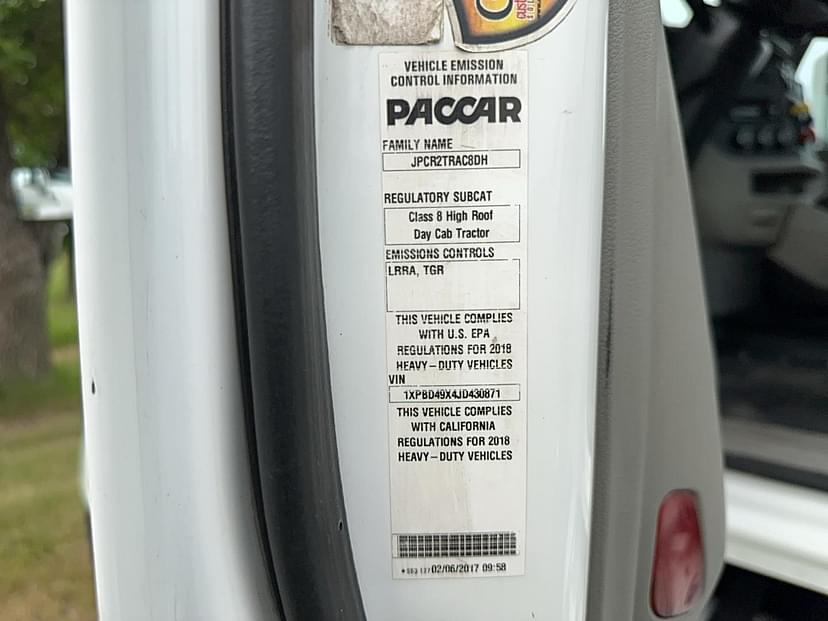 VEHICLE EMISSION
CONTROL INFORMATION
PACCAR
FAMILY NAME
JPCR2TRAC8DH
REGULATORY SUBCAT
Class 8 High Roof
Day Cab Tractor
EMISSIONS CONTROLS
LRRA, TGR
THIS VEHICLE COMPLIES
WITH U.S. EPA
REGULATIONS FOR 2018
HEAVY-DUTY VEHICLES
VIN
1XPBD49X4JD430871
THIS VEHICLE COMPLIES
WITH CALIFORNIA
REGULATIONS FOR 2018
HEAVY-DUTY VEHICLES
02/06/2017 09:58